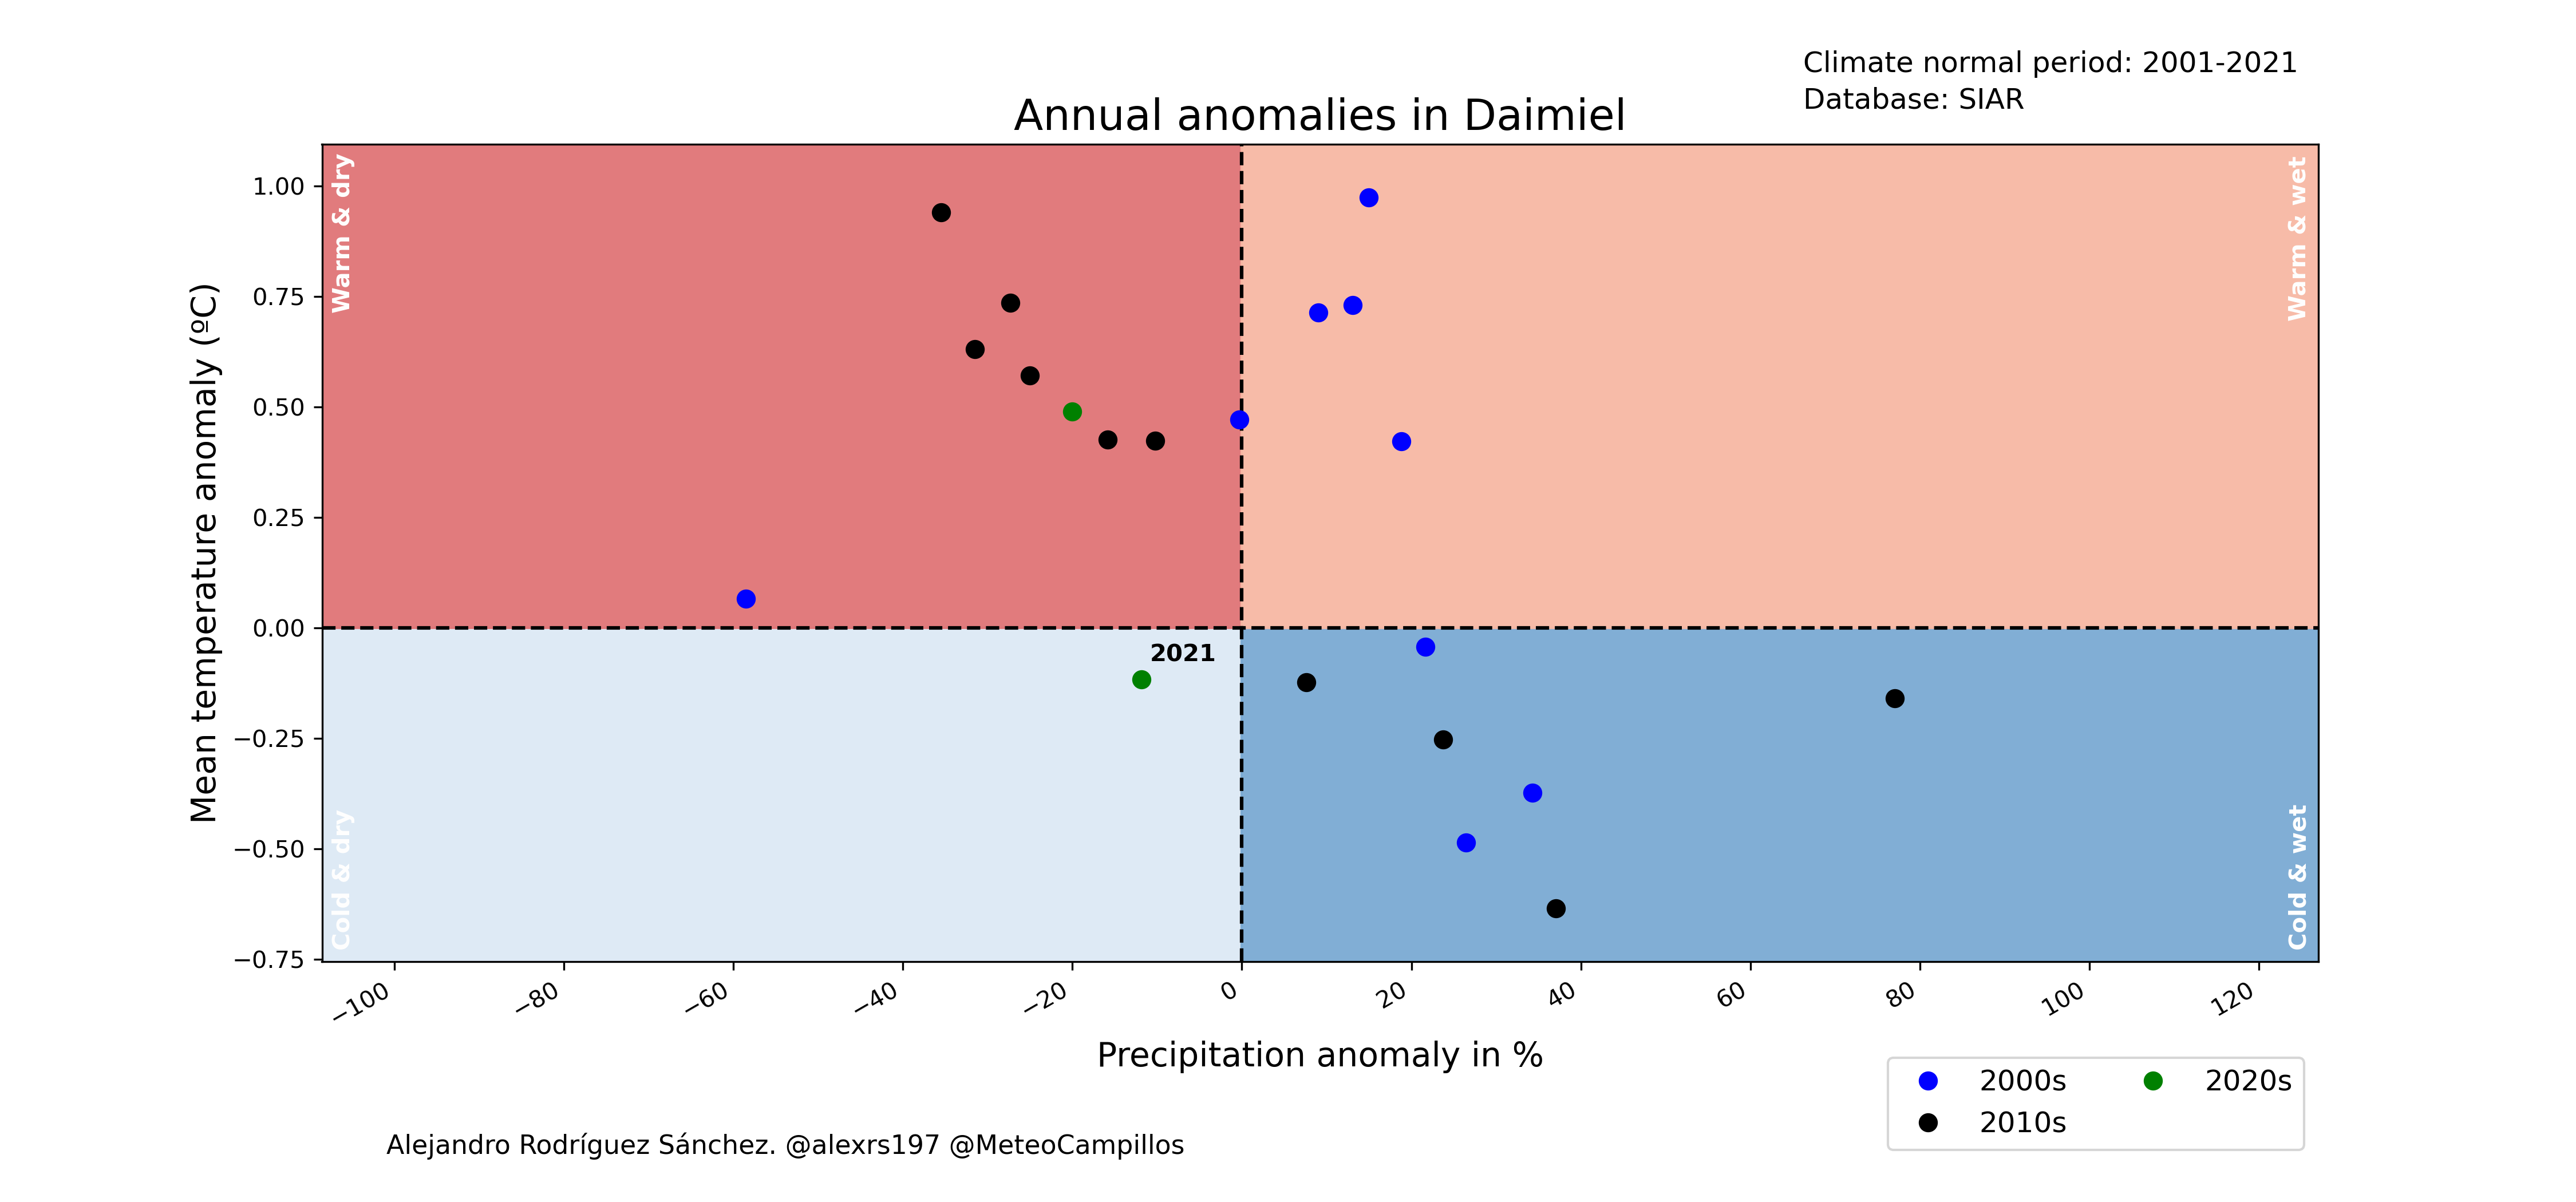 Climate normal period: 2001-2021
Database: SIAR
Annual anomalies in Daimiel
Warm & dry
Warm & wet
Mean temperature anomaly (ºC)
1.00
0.75
0.50
0.25
0.00
−0.25
−0.50
−0.75
2021
Cold & dry
Cold & wet
−100
−80
−60
−40
−20
0
20
40
60
80
100
120
Precipitation anomaly in %
2000s
2010s
2020s
Alejandro Rodríguez Sánchez. @alexrs197 @MeteoCampillos